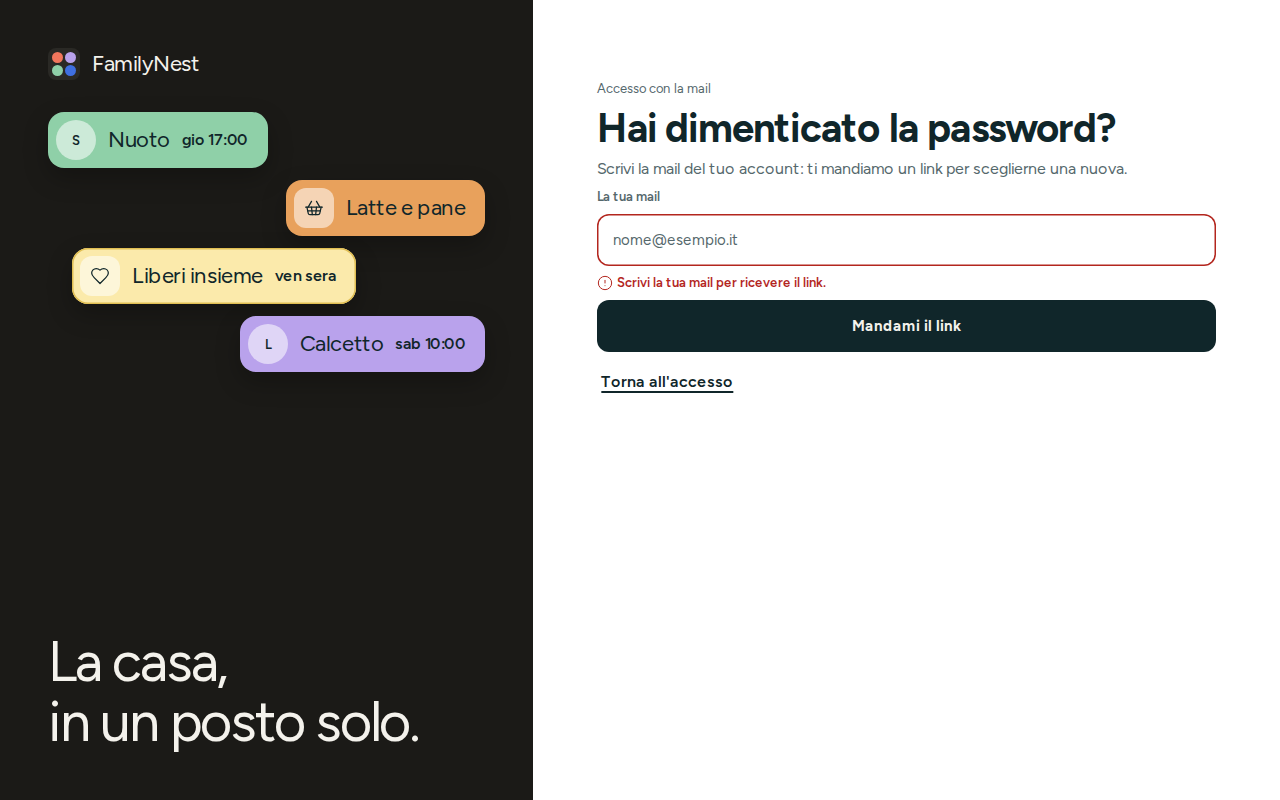 FamilyNest
S Nuoto gio 17:00
Latte e pane
Liberi insieme ven sera
L Calcetto sab 10:00
La casa,
in un posto solo.
Accesso con la mail
Hai dimenticato la password?
Scrivi la mail del tuo account: ti mandiamo un link per sceglierne una nuova.
La tua mail
nome@esempio.it
Scrivi la tua mail per ricevere il link.
Mandami il link
Torna all'accesso